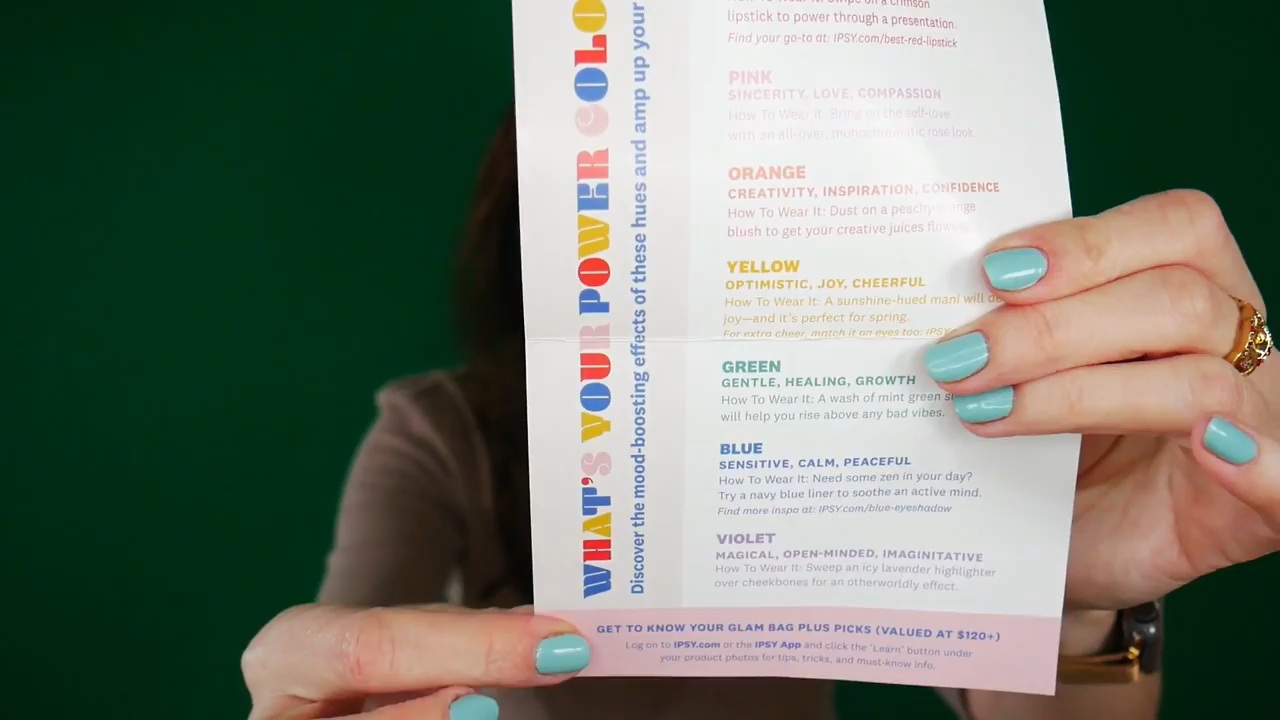 WHAT'S YOUR POWER COLO
Discover the mood-boosting effects of these hues and amp up your
lipstick to power through a presentation.
Find your go-to at: IPSY.com/best-red-lipstick
PINK
SINCERITY, LOVE, COMPASSION
How To Wear It: Bring on the self-love
with an all-over, monochromatic rose look.
ORANGE
CREATIVITY, INSPIRATION, CONFIDENCE
How To Wear It: Dust on a peachy-orange
blush to get your creative juices flowing.
YELLOW
OPTIMISTIC, JOY, CHEERFUL
How To Wear It: A sunshine-hued mani will
joy—and it's perfect for spring.
For extra cheer, match it on eyes too: IPSY
GREEN
GENTLE, HEALING, GROWTH
How To Wear It: A wash of mint green
will help you rise above any bad vibes.
BLUE
SENSITIVE, CALM, PEACEFUL
How To Wear It: Need some zen in your day?
Try a navy blue liner to soothe an active mind.
Find more inspo at: IPSY.com/blue-eyeshadow
VIOLET
MAGICAL, OPEN-MINDED, IMAGINITATIVE
How To Wear It: Sweep an icy lavender highlighter
over cheekbones for an otherworldly effect.
GET TO KNOW YOUR GLAM BAG PLUS PICKS (VALUED AT $120+)
Log on to IPSY.com or the IPSY App and click the 'Learn' button under
your product photos for tips, tricks, and must-know info.